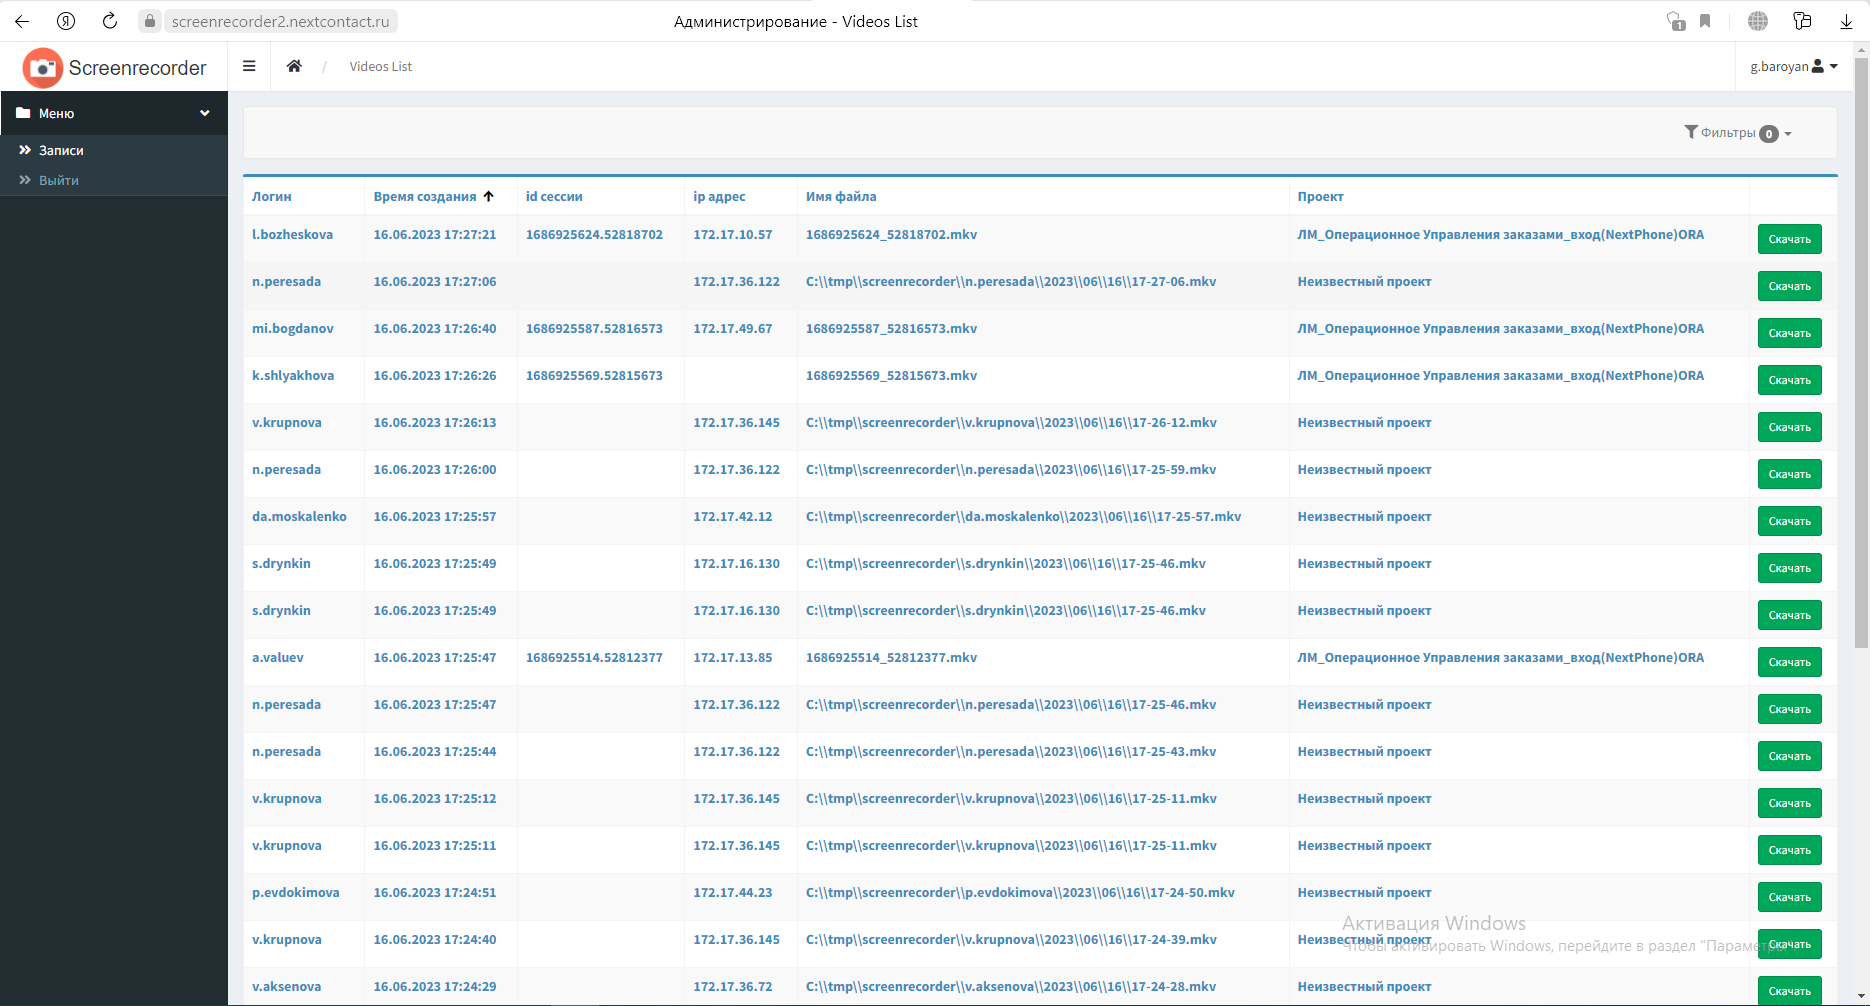 screenrecorder2.nextcontact.ru Администрирование - Videos List 1
Screenrecorder / Videos List g.baroyan
Меню
Записи
Выйти
Фильтры 0
Логин Время создания id сессии ip адрес Имя файла Проект
l.bozheskova 16.06.2023 17:27:21 1686925624.52818702 172.17.10.57 1686925624_52818702.mkv ЛМ_Операционное Управления заказами_вход(NextPhone)ORA Скачать
n.peresada 16.06.2023 17:27:06 172.17.36.122 C:\\tmp\\screenrecorder\\n.peresada\\2023\\06\\16\\17-27-06.mkv Неизвестный проект Скачать
mi.bogdanov 16.06.2023 17:26:40 1686925587.52816573 172.17.49.67 1686925587_52816573.mkv ЛМ_Операционное Управления заказами_вход(NextPhone)ORA Скачать
k.shlyakhova 16.06.2023 17:26:26 1686925569.52815673 1686925569_52815673.mkv ЛМ_Операционное Управления заказами_вход(NextPhone)ORA Скачать
v.krupnova 16.06.2023 17:26:13 172.17.36.145 C:\\tmp\\screenrecorder\\v.krupnova\\2023\\06\\16\\17-26-12.mkv Неизвестный проект Скачать
n.peresada 16.06.2023 17:26:00 172.17.36.122 C:\\tmp\\screenrecorder\\n.peresada\\2023\\06\\16\\17-25-59.mkv Неизвестный проект Скачать
da.moskalenko 16.06.2023 17:25:57 172.17.42.12 C:\\tmp\\screenrecorder\\da.moskalenko\\2023\\06\\16\\17-25-57.mkv Неизвестный проект Скачать
s.drynkin 16.06.2023 17:25:49 172.17.16.130 C:\\tmp\\screenrecorder\\s.drynkin\\2023\\06\\16\\17-25-46.mkv Неизвестный проект Скачать
s.drynkin 16.06.2023 17:25:49 172.17.16.130 C:\\tmp\\screenrecorder\\s.drynkin\\2023\\06\\16\\17-25-46.mkv Неизвестный проект Скачать
a.valuev 16.06.2023 17:25:47 1686925514.52812377 172.17.13.85 1686925514_52812377.mkv ЛМ_Операционное Управления заказами_вход(NextPhone)ORA Скачать
n.peresada 16.06.2023 17:25:47 172.17.36.122 C:\\tmp\\screenrecorder\\n.peresada\\2023\\06\\16\\17-25-46.mkv Неизвестный проект Скачать
n.peresada 16.06.2023 17:25:44 172.17.36.122 C:\\tmp\\screenrecorder\\n.peresada\\2023\\06\\16\\17-25-43.mkv Неизвестный проект Скачать
v.krupnova 16.06.2023 17:25:12 172.17.36.145 C:\\tmp\\screenrecorder\\v.krupnova\\2023\\06\\16\\17-25-11.mkv Неизвестный проект Скачать
v.krupnova 16.06.2023 17:25:11 172.17.36.145 C:\\tmp\\screenrecorder\\v.krupnova\\2023\\06\\16\\17-25-11.mkv Неизвестный проект Скачать
p.evdokimova 16.06.2023 17:24:51 172.17.44.23 C:\\tmp\\screenrecorder\\p.evdokimova\\2023\\06\\16\\17-24-50.mkv Неизвестный проект Скачать
Активация Windows
v.krupnova 16.06.2023 17:24:40 172.17.36.145 C:\\tmp\\screenrecorder\\v.krupnova\\2023\\06\\16\\17-24-39.mkv Неизвестный проект Скачать
Чтобы активировать Windows, перейдите в раздел "Параметры".
v.aksenova 16.06.2023 17:24:29 172.17.36.72 C:\\tmp\\screenrecorder\\v.aksenova\\2023\\06\\16\\17-24-28.mkv Неизвестный проект Скачать